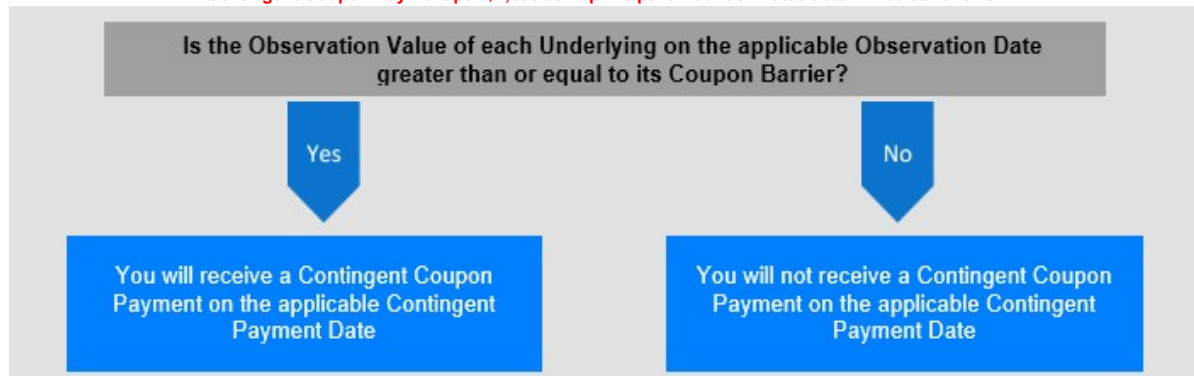 Is the Observation Value of each Underlying on the applicable Observation Date
greater than or equal to its Coupon Barrier?
Yes
No
You will receive a Contingent Coupon
Payment on the applicable Contingent
Payment Date
You will not receive a Contingent Coupon
Payment on the applicable Contingent
Payment Date